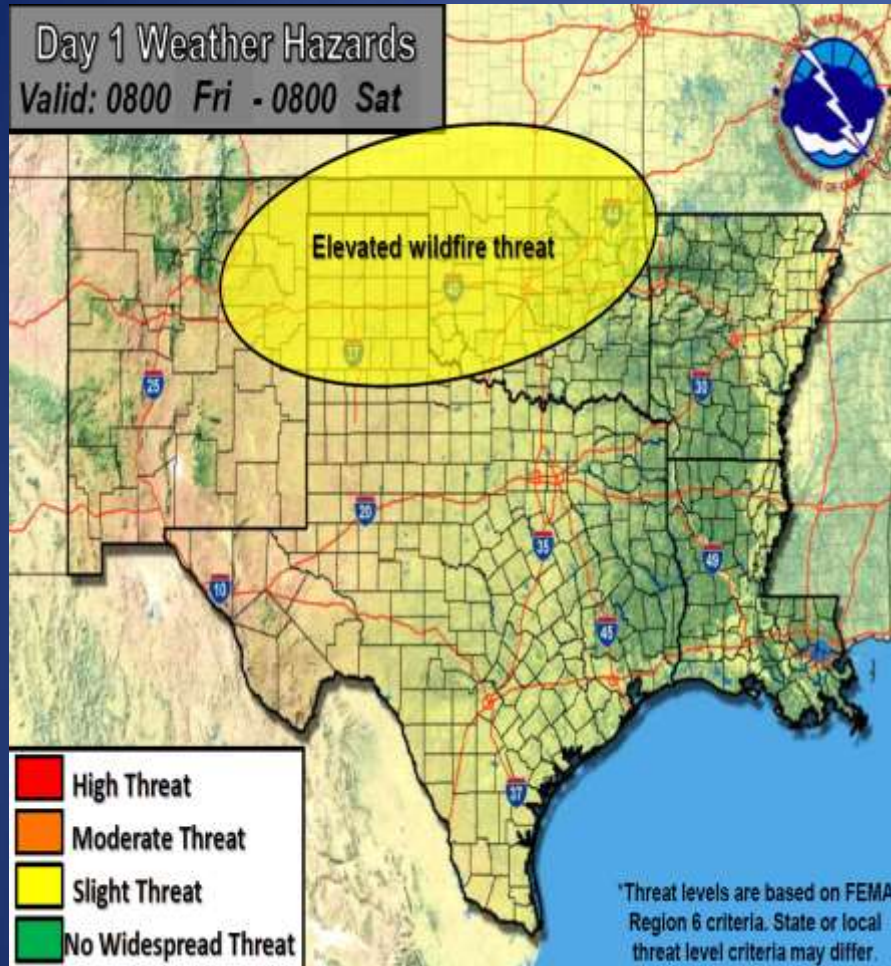 Day 1 Weather Hazards
Valid: 0800 Fri - 0800 Sat
Elevated wildfire threat
25
20
10
35
45
30
49
37
High Threat
Moderate Threat
Slight Threat
No Widespread Threat
*Threat levels are based on FEMA
Region 6 criteria. State or local
threat level criteria may differ.